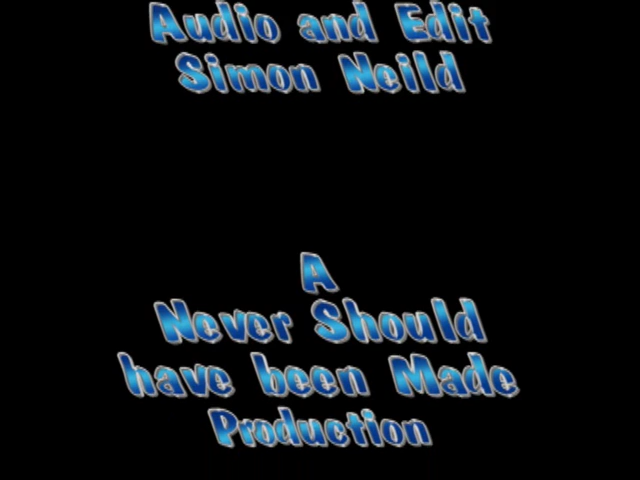 Audio and Edit
Simon Neild
A
Never Should
have been Made
Production